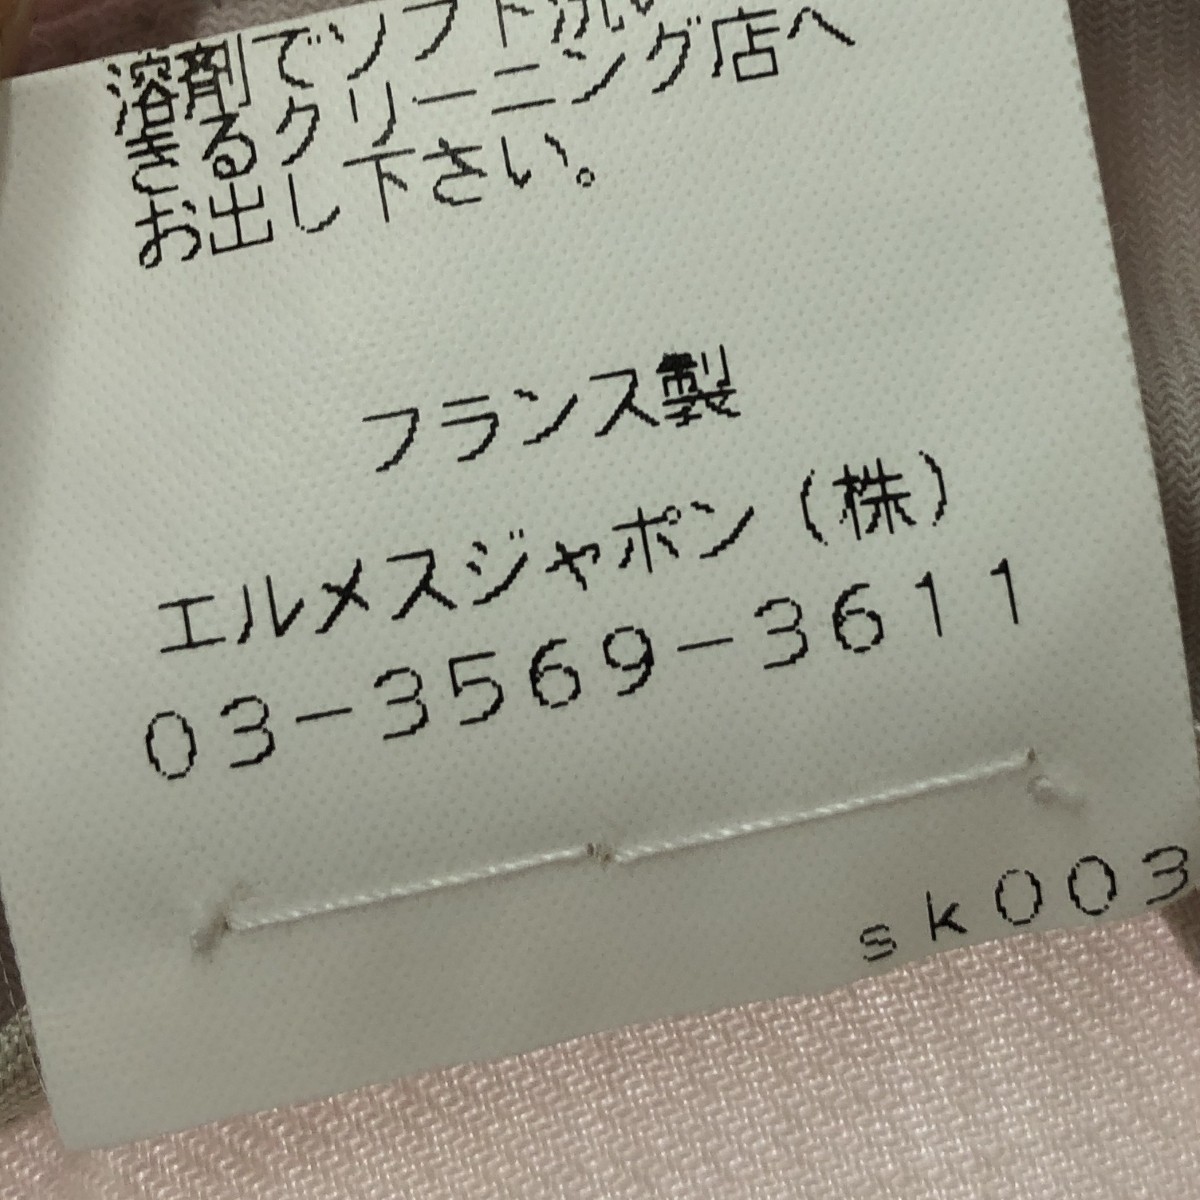 溶剤でソフト洗い
きるクリーニング店へ
お出し下さい。
フランス製
エルメスジャポン（株）
03-3569-3611
sk003